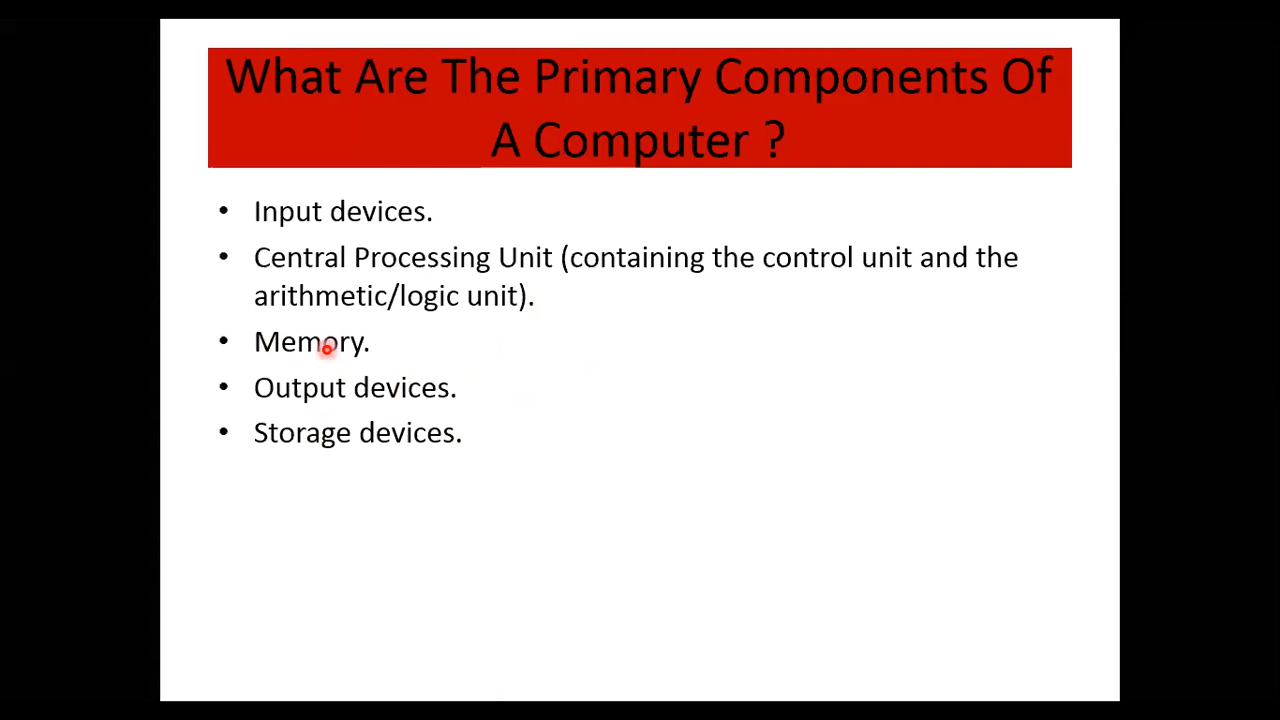 What Are The Primary Components Of
A Computer ?
• Input devices.
• Central Processing Unit (containing the control unit and the
arithmetic/logic unit).
• Memory.
• Output devices.
• Storage devices.